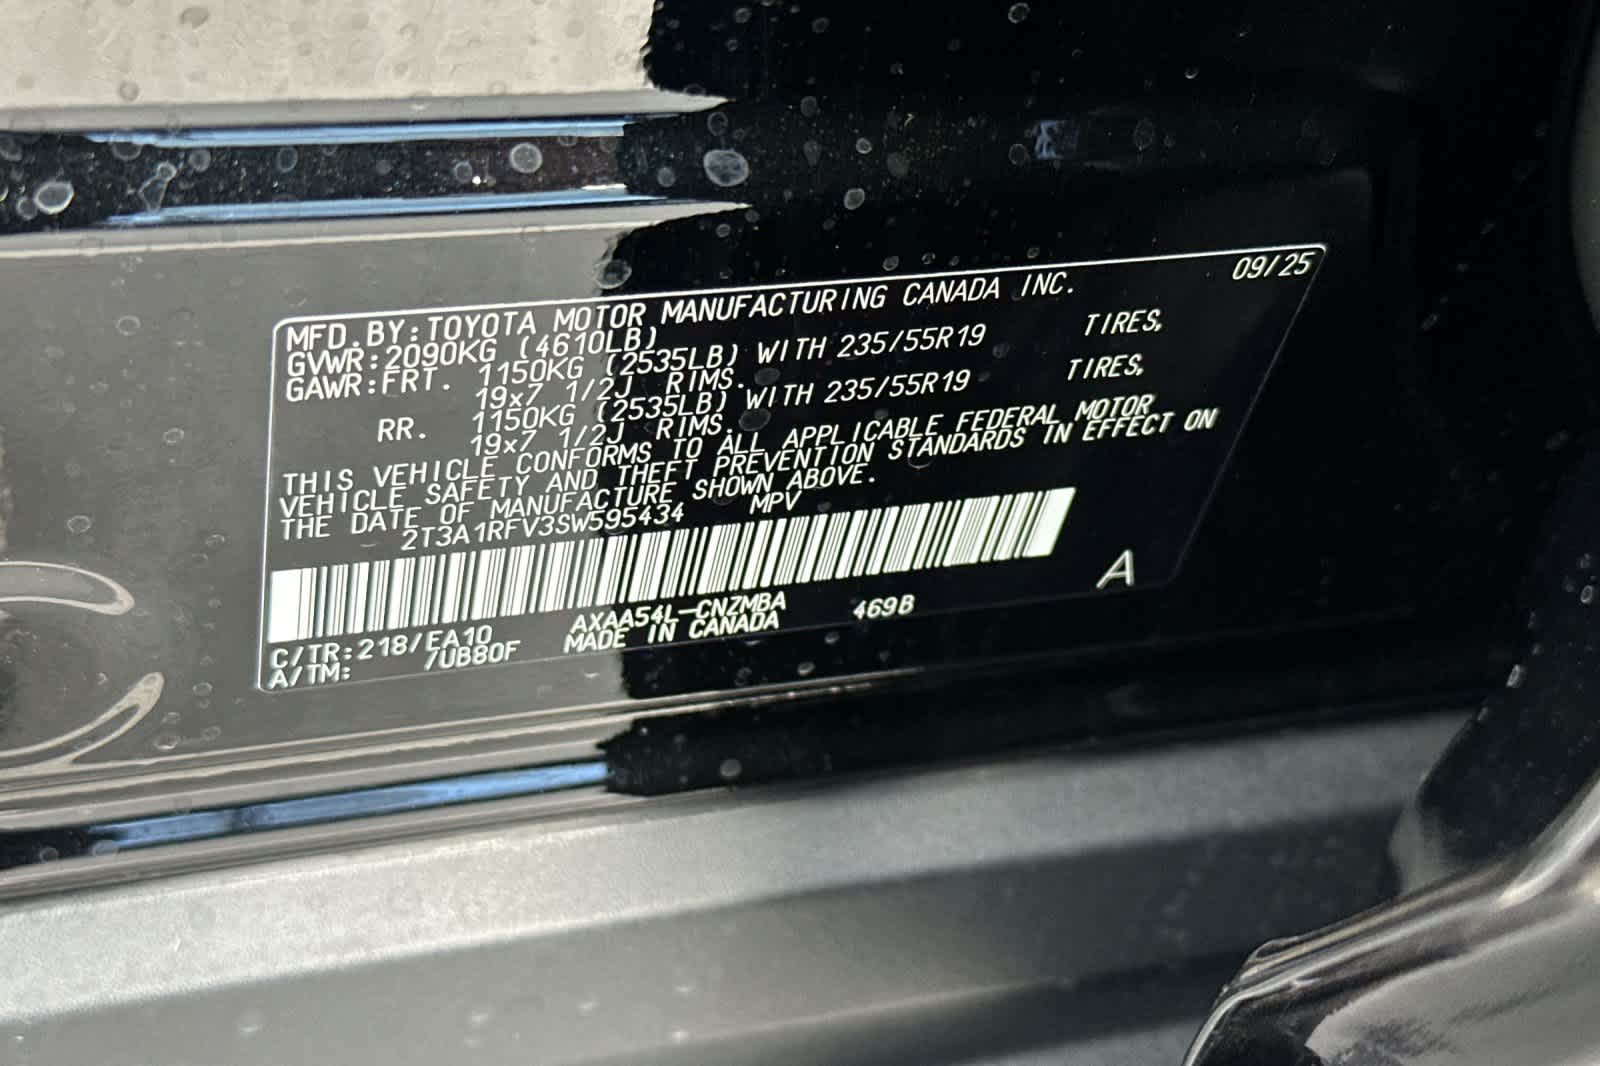 MFD.BY:TOYOTA MOTOR MANUFACTURING CANADA INC. 09/25
GVWR:2090KG (4610LB)
GAWR:FRT. 1150KG (2535LB) WITH 235/55R19 TIRES,
19x7 1/2J RIMS.
RR. 1150KG (2535LB) WITH 235/55R19 TIRES,
19x7 1/2J RIMS.
THIS VEHICLE CONFORMS TO ALL APPLICABLE FEDERAL MOTOR
VEHICLE SAFETY AND THEFT PREVENTION STANDARDS IN EFFECT ON
THE DATE OF MANUFACTURE SHOWN ABOVE.
2T3A1RFV3SW595434 MPV
C/TR:218/EA10 AXAA54L-CNZMBA 469B A
A/TM: /UB80F MADE IN CANADA